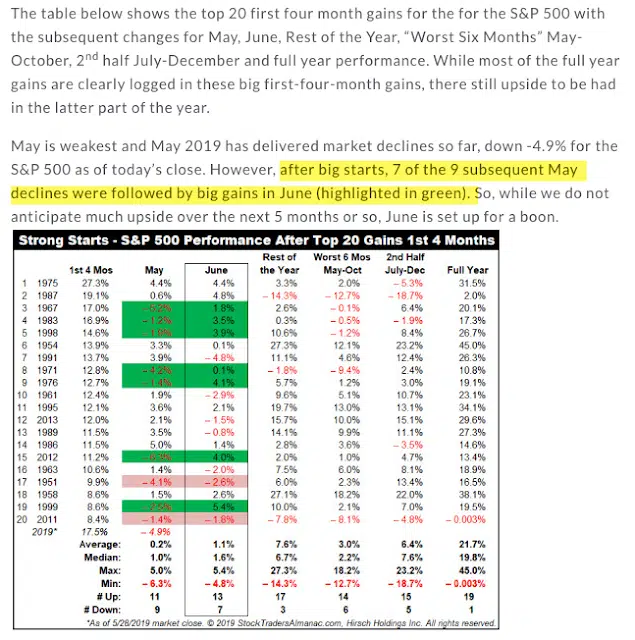 The table below shows the top 20 first four month gains for the for the S&P 500 with
the subsequent changes for May, June, Rest of the Year, "Worst Six Months" May-
October, 2nd half July-December and full year performance. While most of the full year
gains are clearly logged in these big first-four-month gains, there still upside to be had
in the latter part of the year.
May is weakest and May 2019 has delivered market declines so far, down -4.9% for the
S&P 500 as of today's close. However, after big starts, 7 of the 9 subsequent May
declines were followed by big gains in June (highlighted in green). So, while we do not
anticipate much upside over the next 5 months or so, June is set up for a boon.
Strong Starts - S&P 500 Performance After Top 20 Gains 1st 4 Months
Rest of Worst 6 Mos 2nd Half
1st 4 Mos May June the Year May-Oct July-Dec Full Year
1 1975 27.3% 4.4% 4.4% 3.3% 2.0% -5.3% 31.5%
2 1987 19.1% 0.6% 4.8% -14.3% -12.7% -18.7% 2.0%
3 1967 17.0% -5.2% 1.8% 2.6% -0.1% 6.4% 20.1%
4 1933 16.9% -1.2% 3.5% 0.3% -0.5% -1.9% 17.3%
5 1998 14.6% 3.9% 10.6% -1.2% 8.4% 26.7%
6 1954 13.9% 3.3% 0.1% 27.3% 12.1% 23.2% 45.0%
7 1991 13.7% 3.9% -4.8% 11.1% 4.6% 12.4% 26.3%
8 1971 12.8% -4.2% 0.1% -1.8% -9.4% 2.4% 10.8%
9 1976 12.7% -1.4% 4.1% 5.7% 1.2% 3.0% 19.1%
10 1961 12.4% 1.9% -2.9% 9.6% 5.1% 10.7% 23.1%
11 1995 12.1% 3.6% 2.1% 19.7% 13.0% 13.1% 34.1%
12 2013 12.0% 2.1% -1.5% 15.7% 10.0% 15.1% 29.6%
13 1989 11.5% 3.5% -0.8% 14.1% 9.9% 11.1% 27.3%
14 1986 11.5% 5.0% 1.4% 2.8% 3.6% -3.5% 14.6%
15 2012 11.2% -6.3% 4.0% 2.0% 1.0% 4.7% 13.4%
16 1963 10.6% 1.4% -2.0% 7.5% 6.0% 8.1% 18.9%
17 1951 9.9% -4.1% -2.6% 6.0% 2.3% 13.4% 16.5%
18 1958 8.6% 1.5% 2.6% 27.1% 18.2% 22.0% 38.1%
19 1999 8.6% -2.5% 5.4% 10.0% 2.1% 7.0% 19.5%
20 2011 8.4% -1.4% -1.8% -7.8% -8.1% -4.8% -0.003%
2019* 17.5% -4.9%
Average: 0.2% 1.1% 7.6% 3.0% 6.4% 21.7%
Median: 1.0% 1.6% 6.7% 2.2% 7.6% 19.8%
Max: 5.0% 5.4% 27.3% 18.2% 23.2% 45.0%
Min: -6.3% -4.8% -14.3% -12.7% -18.7% -0.003%
# Up: 11 13 17 14 15 19
# Down: 9 7 3 6 5 1
*As of 5/28/2019 market close. © 2019 StockTradersAlmanac.com, Hirsch Holdings Inc. All rights reserved.